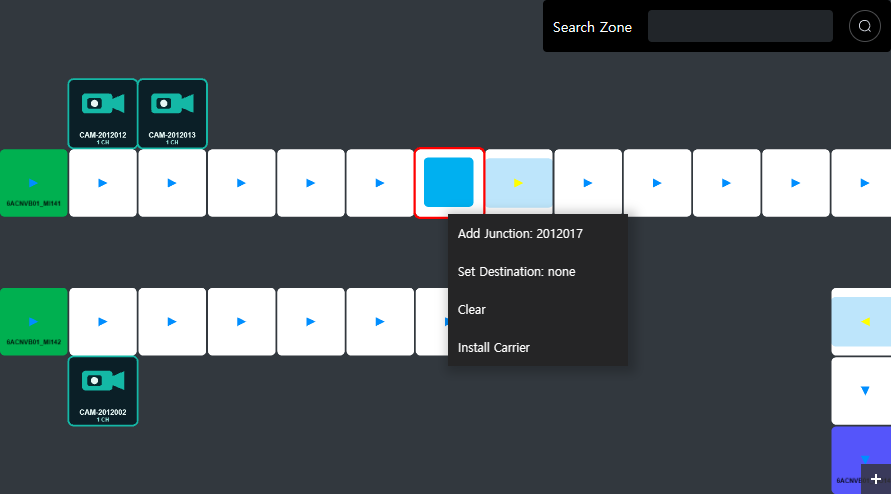 Search Zone
CAM-2012012
1 CH
CAM-2012013
1 CH
6ACNVB01_MI141
Add Junction: 2012017
Set Destination: none
Clear
Install Carrier
6ACNVB01_MI142
CAM-2012002
1 CH
+